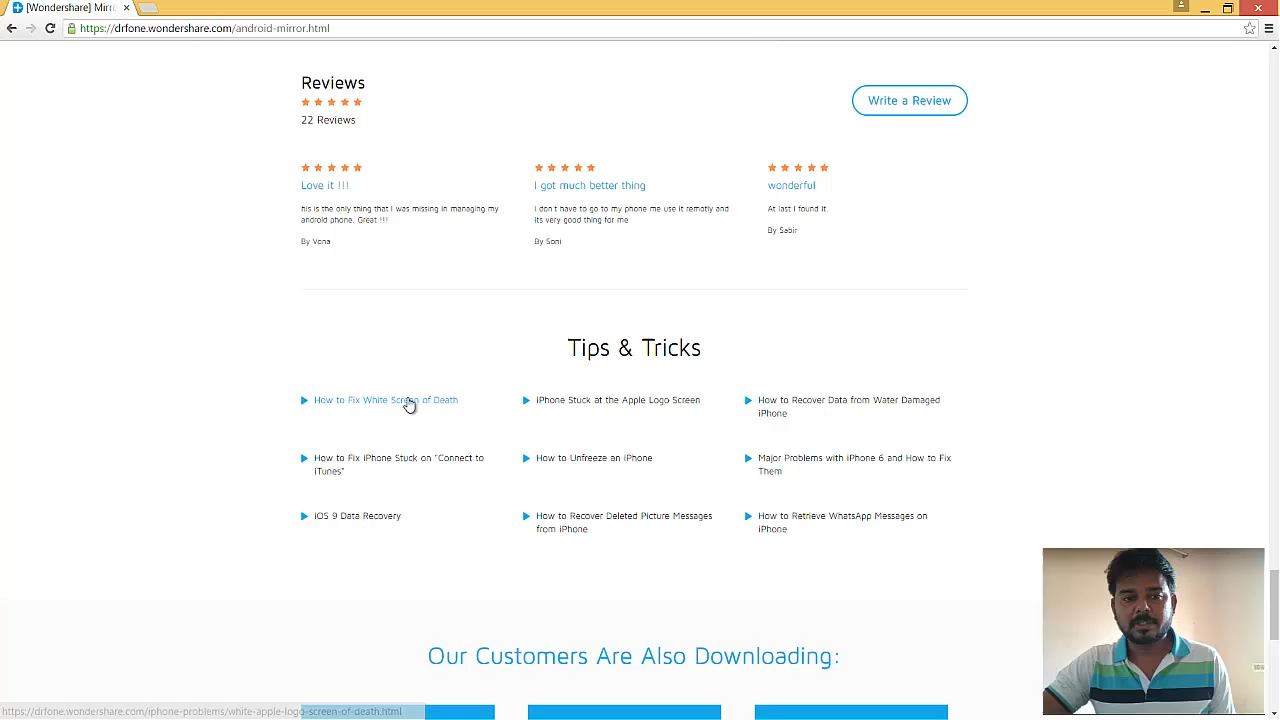 [Wondershare] Mirr
https://drfone.wondershare.com/android-mirror.html
Reviews
22 Reviews
Write a Review
Love it !!!
his is the only thing that I was missing in managing my
android phone. Great !!!
By Vona
I got much better thing
I don't have to go to my phone me use it remotly and
its very good thing for me
By Soni
wonderful
At last I found it.
By Sabir
Tips & Tricks
How to Fix White Screen of Death
iPhone Stuck at the Apple Logo Screen
How to Recover Data from Water Damaged
iPhone
How to Fix iPhone Stuck on "Connect to
iTunes"
How to Unfreeze an iPhone
Major Problems with iPhone 6 and How to Fix
Them
iOS 9 Data Recovery
How to Recover Deleted Picture Messages
from iPhone
How to Retrieve WhatsApp Messages on
iPhone
Our Customers Are Also Downloading:
https://drfone.wondershare.com/iphone-problems/white-apple-logo-screen-of-death.html